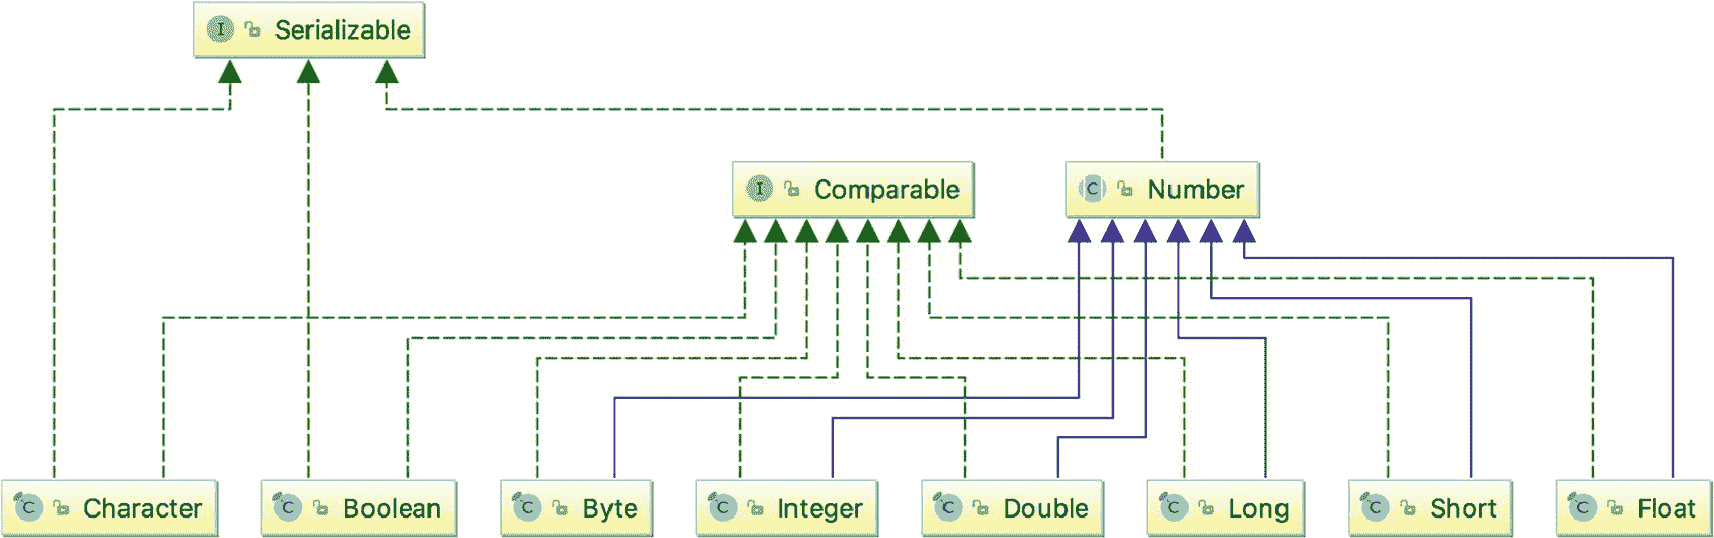 I Serializable
I Comparable
C Number
C Character
C Boolean
C Byte
C Integer
C Double
C Long
C Short
C Float